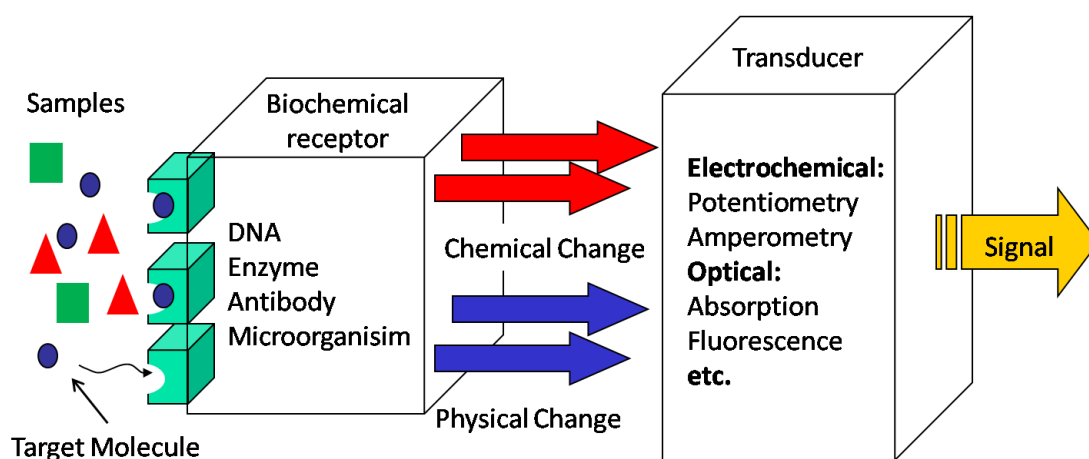 Samples
Target Molecule
Biochemical
receptor
DNA
Enzyme
Antibody
Microorganisim
Chemical Change
Physical Change
Transducer
Electrochemical:
Potentiometry
Amperometry
Optical:
Absorption
Fluorescence
etc.
Signal